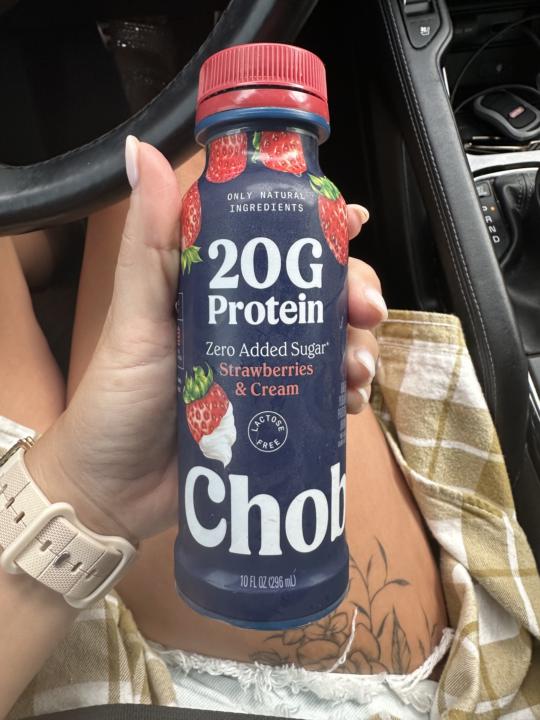 ONLY NATURAL
INGREDIENTS
20G
Protein
Zero Added Sugar*
Strawberries
& Cream
LACTOSE
FREE
Chob
10 FL OZ (296 mL)
R
N
D